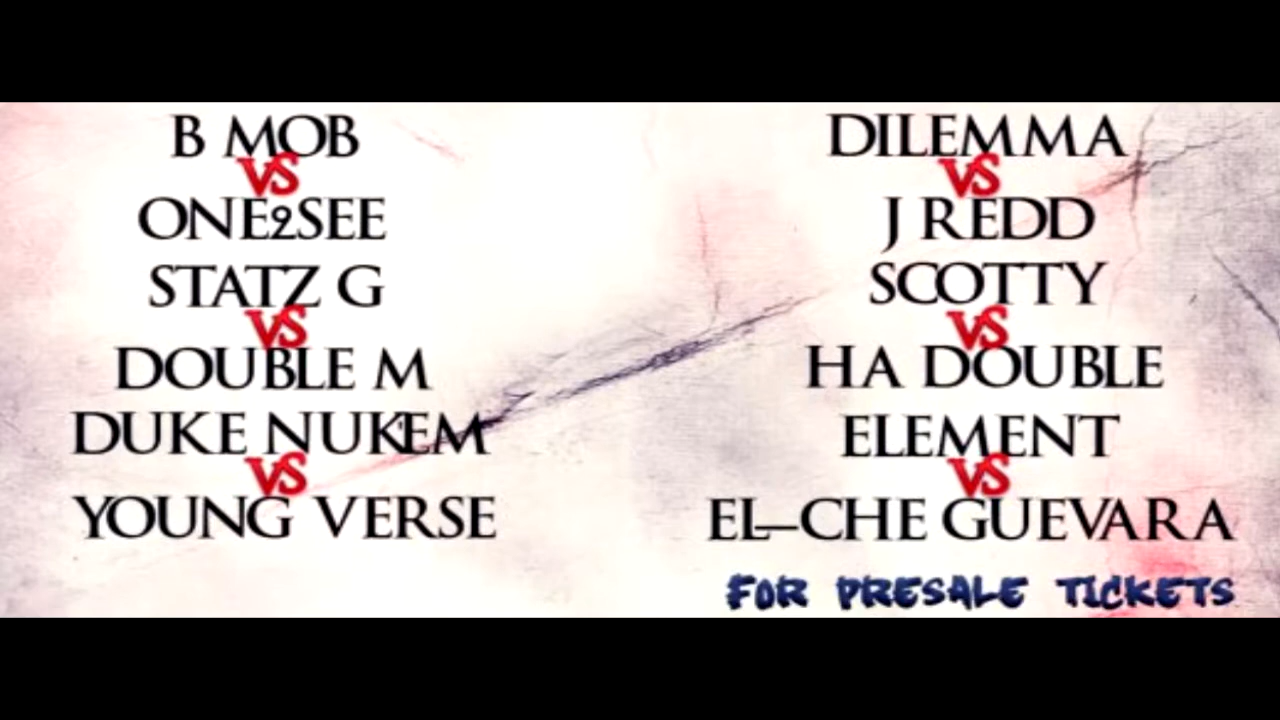 B MOB
VS
ONE2SEE
STATZ G
VS
DOUBLE M
DUKE NUKEM
VS
YOUNG VERSE
DILEMMA
VS
J REDD
SCOTTY
VS
HA DOUBLE
ELEMENT
VS
EL-CHE GUEVARA
FOR PRESALE TICKETS